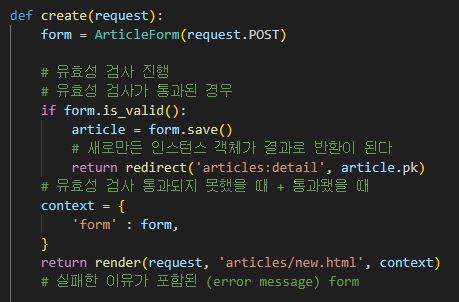 def create(request):
    form = ArticleForm(request.POST)

    # 유효성 검사 진행
    # 유효성 검사가 통과된 경우
    if form.is_valid():
        article = form.save()
        # 새로만든 인스턴스 객체가 결과로 반환이 된다
        return redirect('articles:detail', article.pk)
    # 유효성 검사 통과되지 못했을 때 + 통과됐을 때
    context = {
        'form' : form,
    }
    return render(request, 'articles/new.html', context)
    # 실패한 이유가 포함된 (error message) form